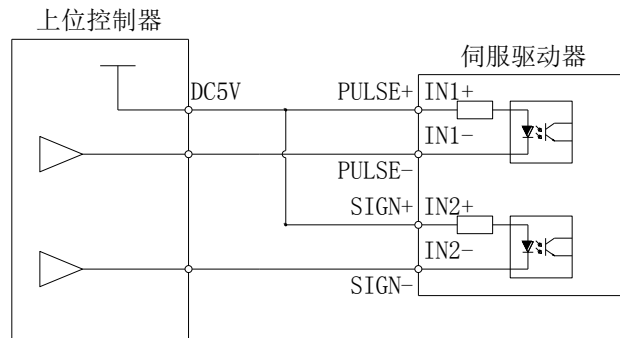 上位控制器
伺服驱动器
DC5V
PULSE+
IN1+
IN1-
PULSE-
SIGN+
IN2+
IN2-
SIGN-